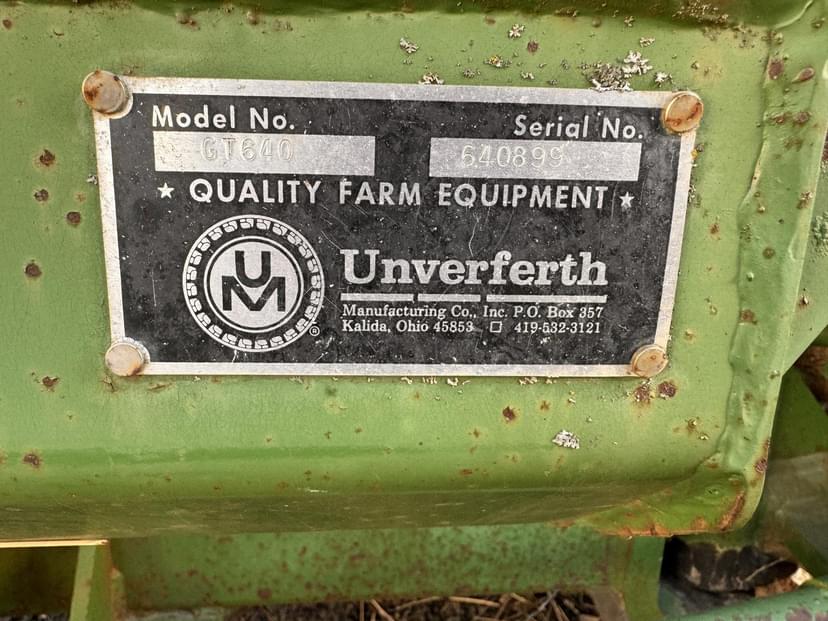 Model No. Serial No.
GT640 640899
★ QUALITY FARM EQUIPMENT ★
UM ®
Unverferth
Manufacturing Co., Inc. P.O. Box 357
Kalida, Ohio 45853 □ 419-532-3121